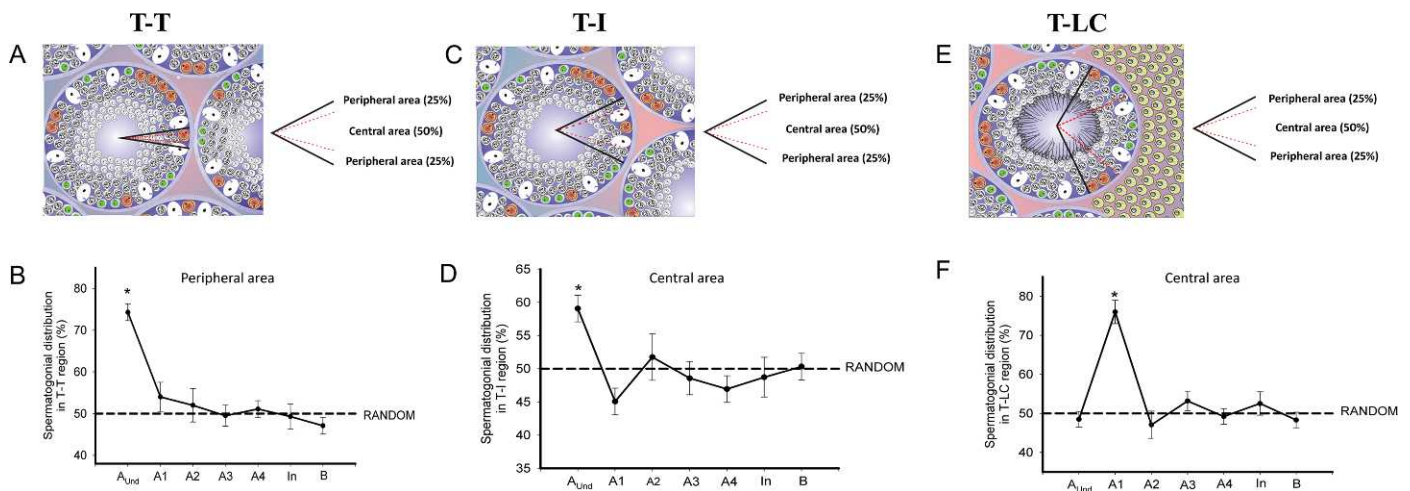 T-T
T-I
T-LC
A
Peripheral area (25%)
Central area (50%)
Peripheral area (25%)
C
Peripheral area (25%)
Central area (50%)
Peripheral area (25%)
E
Peripheral area (25%)
Central area (50%)
Peripheral area (25%)
B
Peripheral area
Spermatogonial distribution
in T-T region (%)
80
70
60
50
40
*
RANDOM
AUnd A1 A2 A3 A4 In B
D
Central area
Spermatogonial distribution
in T-I region (%)
65
60
55
50
45
40
35
*
RANDOM
AUnd A1 A2 A3 A4 In B
F
Central area
Spermatogonial distribution
in T-LC region (%)
80
70
60
50
40
*
RANDOM
AUnd A1 A2 A3 A4 In B